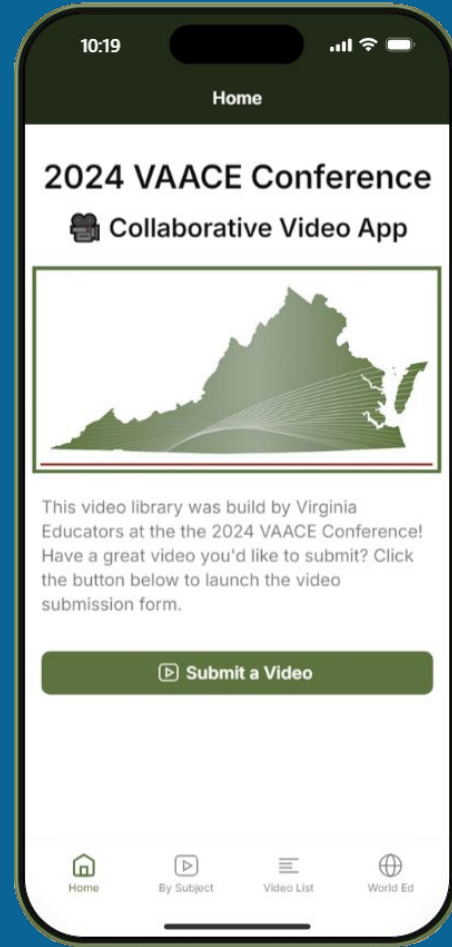 10:19
Home
2024 VAACE Conference
🎥 Collaborative Video App
This video library was build by Virginia
Educators at the the 2024 VAACE Conference!
Have a great video you'd like to submit? Click
the button below to launch the video
submission form.
Submit a Video
Home By Subject Video List World Ed